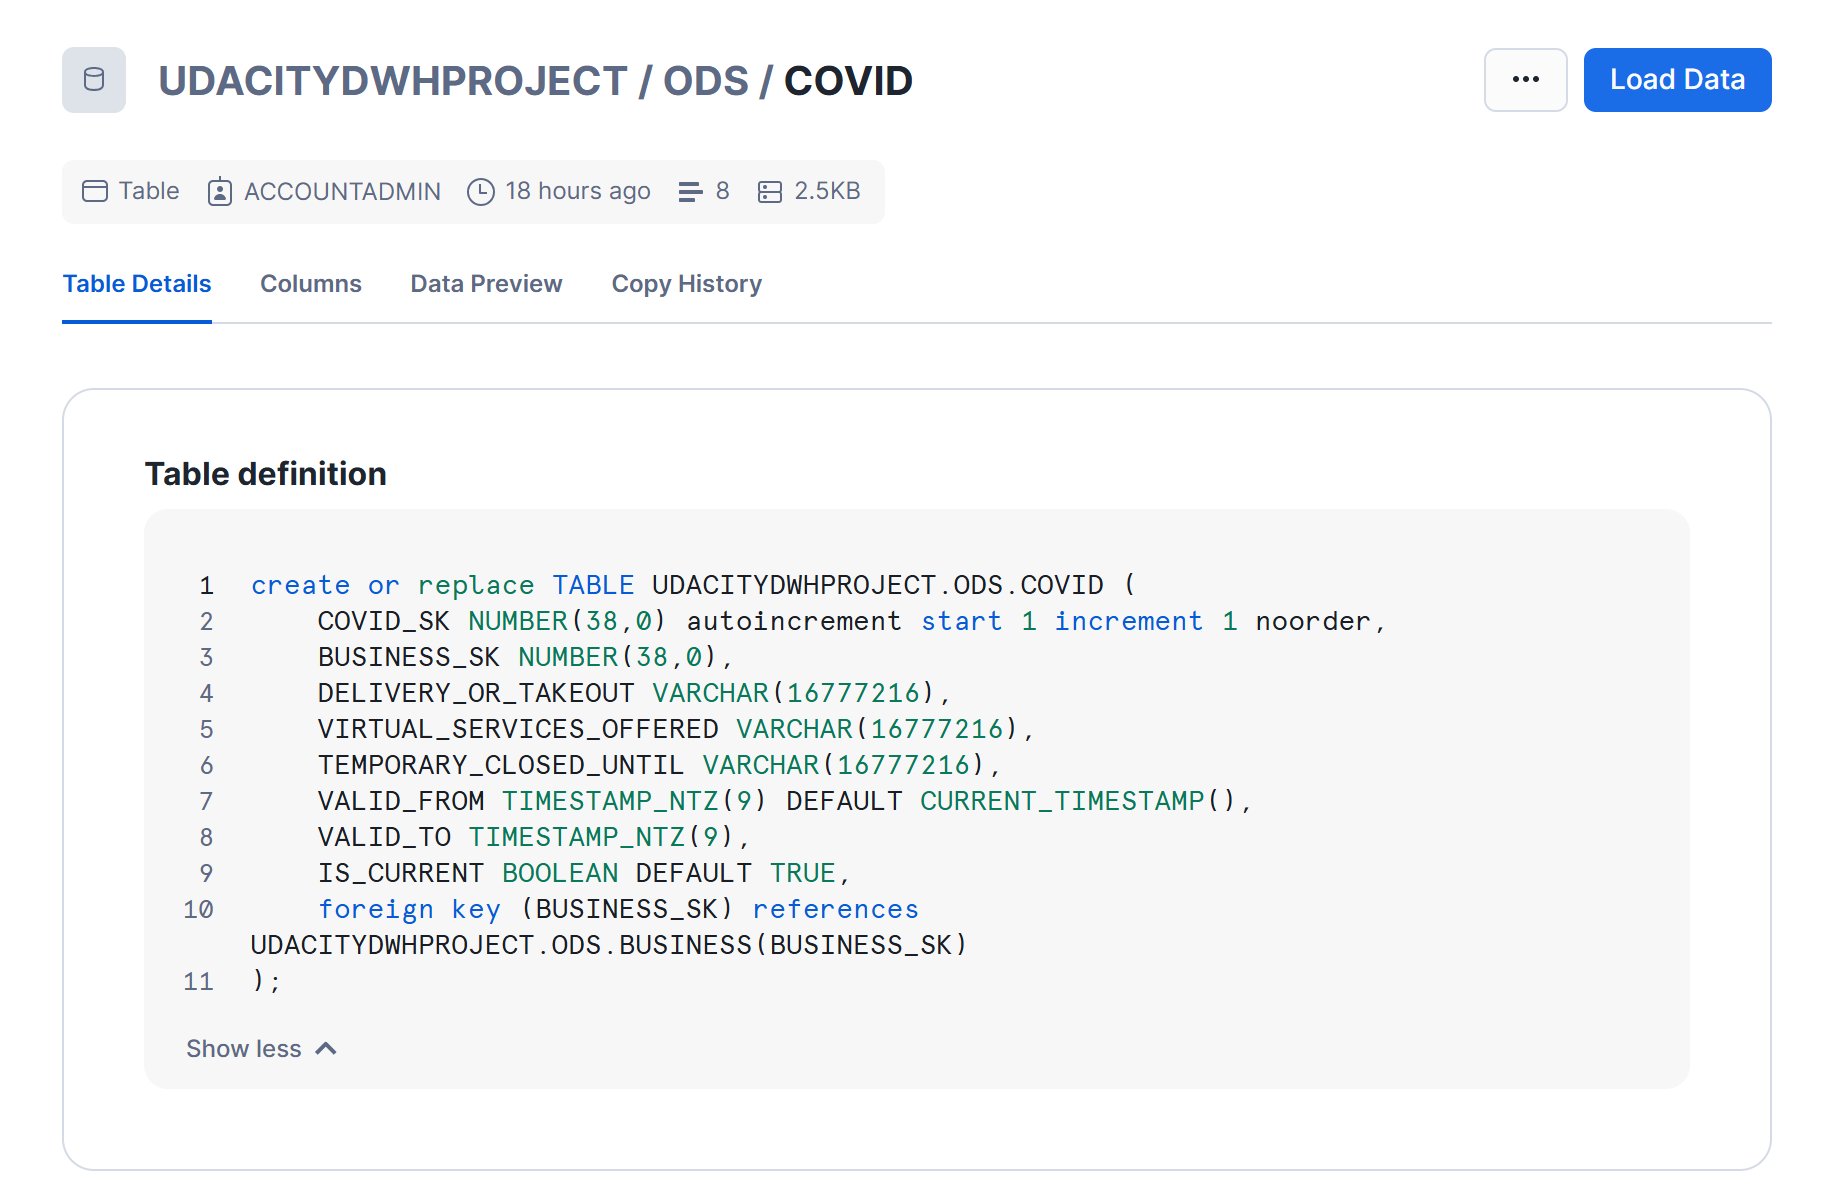 UDACITYDWHPROJECT / ODS / COVID
••• Load Data
Table ACCOUNTADMIN 18 hours ago 8 2.5KB
Table Details Columns Data Preview Copy History
Table definition
1 create or replace TABLE UDACITYDWHPROJECT.ODS.COVID (
2 COVID_SK NUMBER(38,0) autoincrement start 1 increment 1 noorder,
3 BUSINESS_SK NUMBER(38,0),
4 DELIVERY_OR_TAKEOUT VARCHAR(16777216),
5 VIRTUAL_SERVICES_OFFERED VARCHAR(16777216),
6 TEMPORARY_CLOSED_UNTIL VARCHAR(16777216),
7 VALID_FROM TIMESTAMP_NTZ(9) DEFAULT CURRENT_TIMESTAMP(),
8 VALID_TO TIMESTAMP_NTZ(9),
9 IS_CURRENT BOOLEAN DEFAULT TRUE,
10 foreign key (BUSINESS_SK) references
UDACITYDWHPROJECT.ODS.BUSINESS(BUSINESS_SK)
11 );
Show less